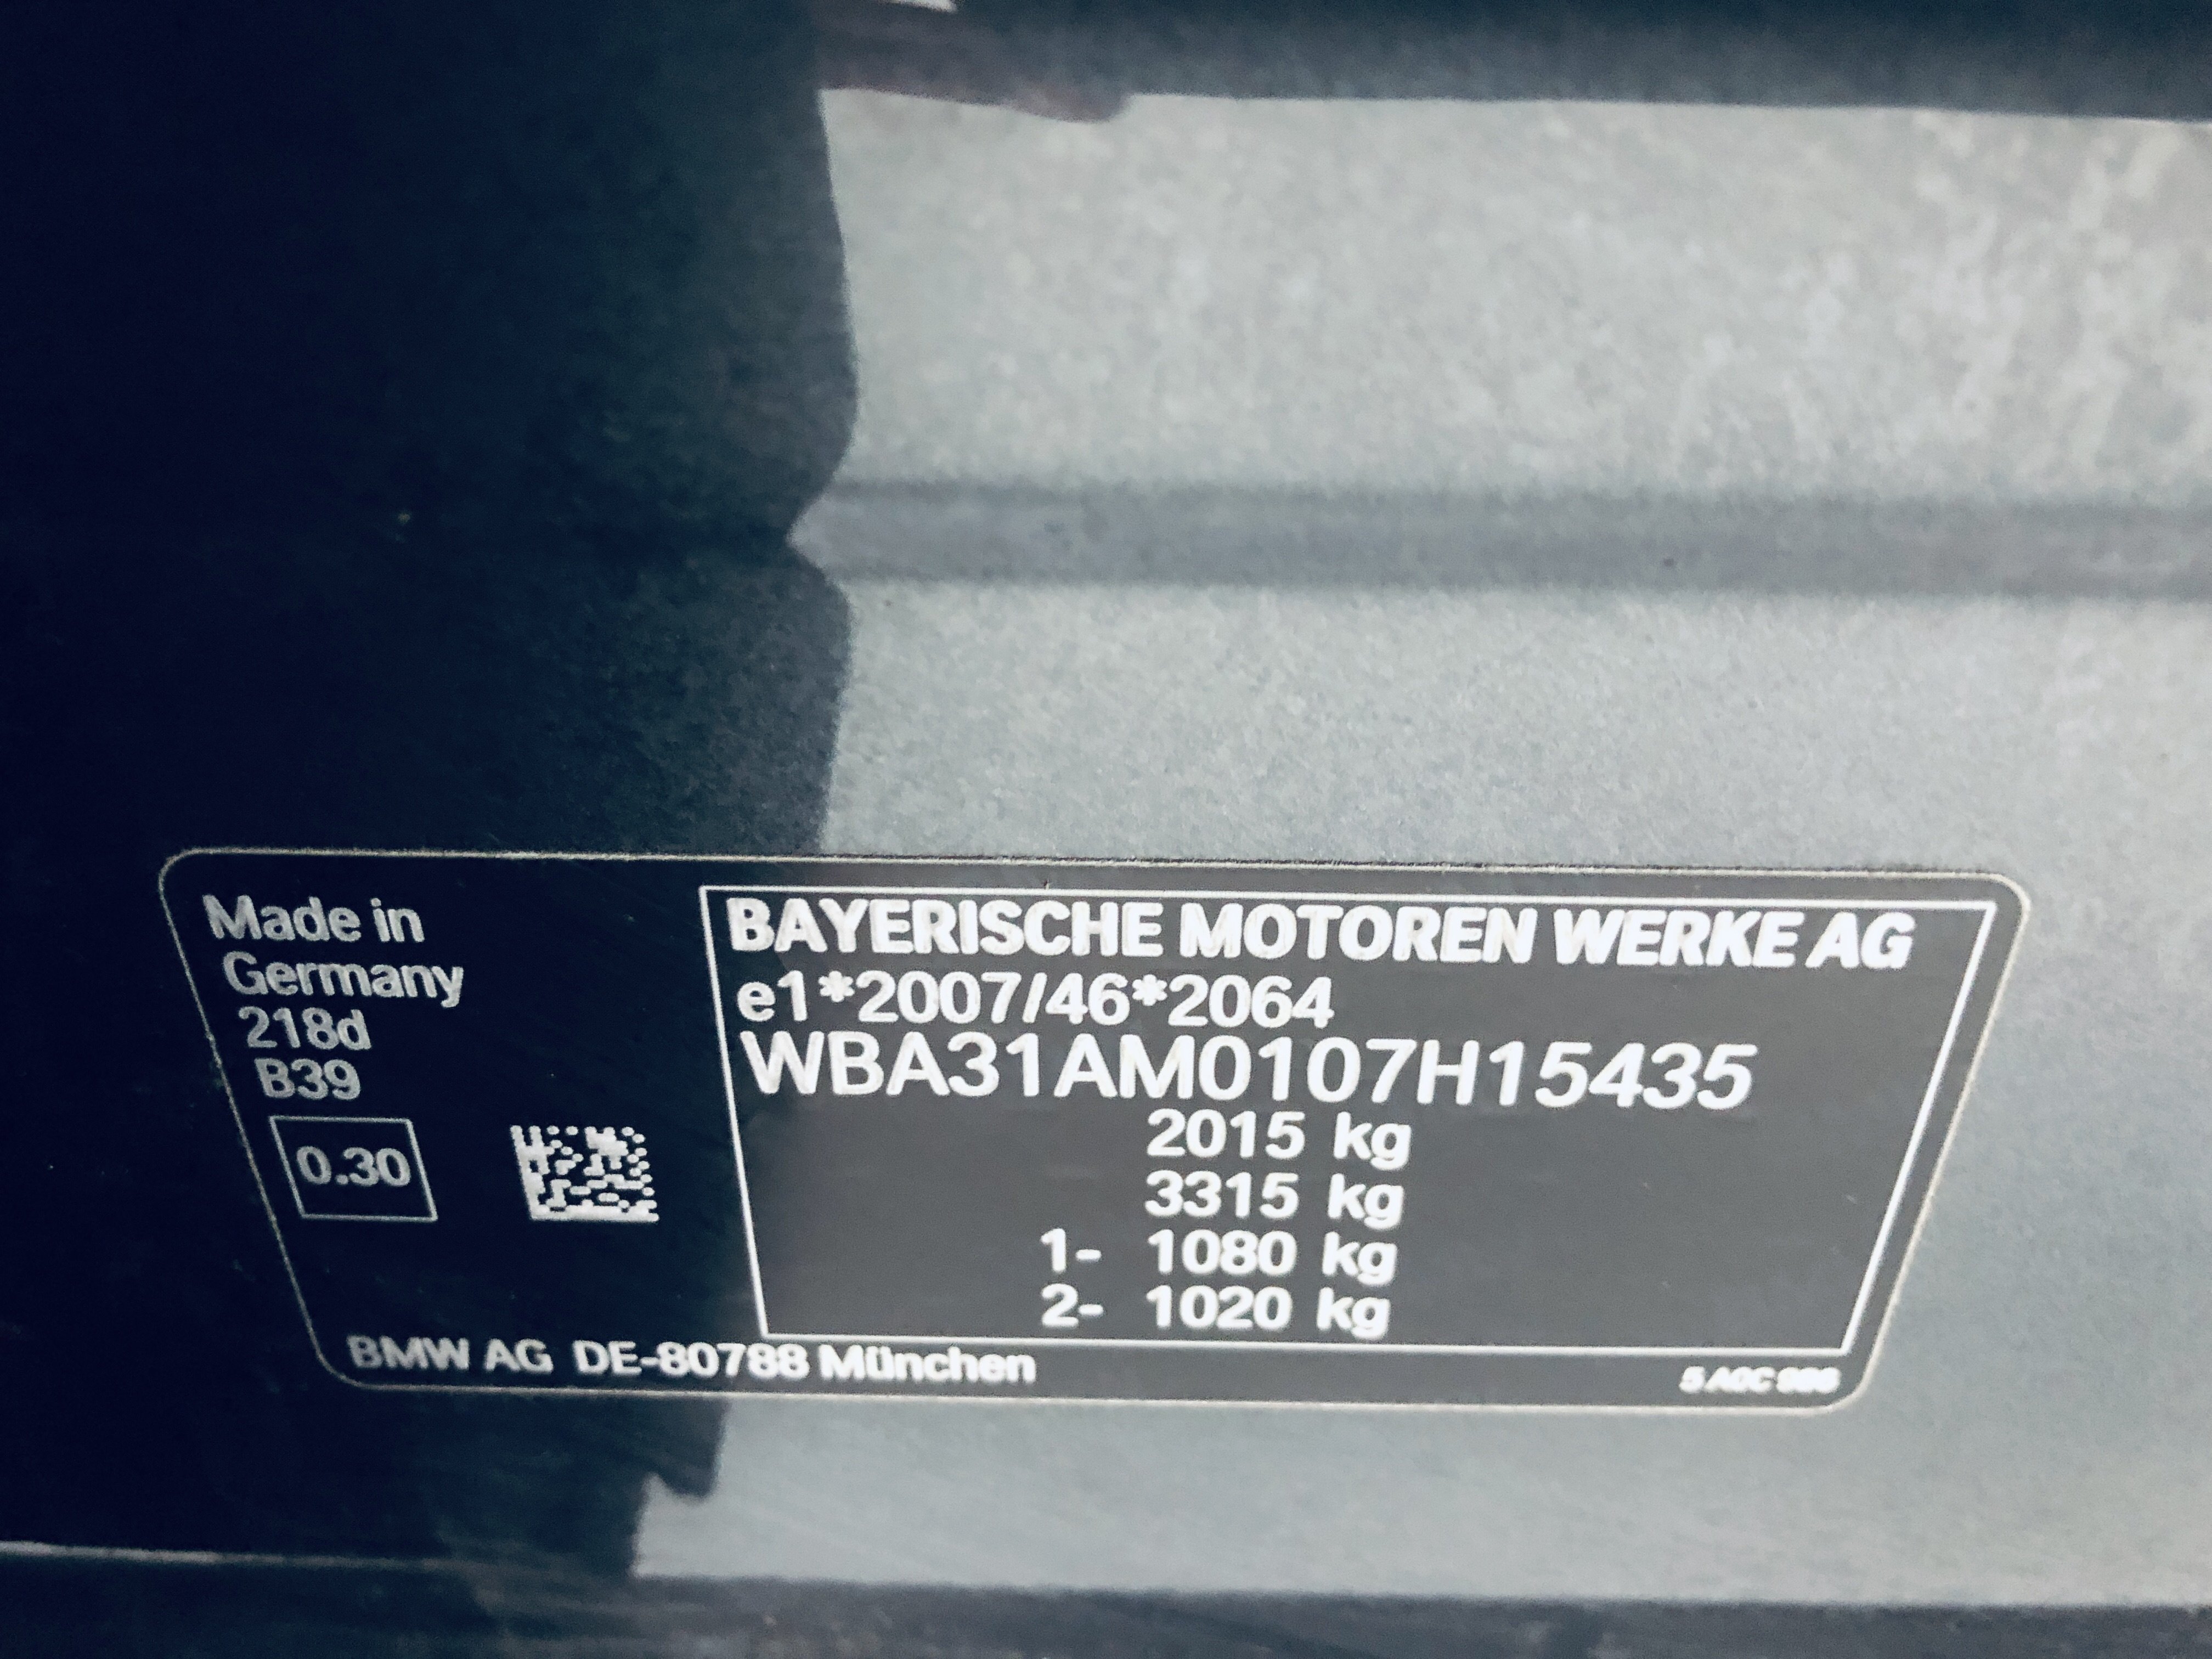 Made in
Germany
218d
B39
0.30
BAYERISCHE MOTOREN WERKE AG
e1*2007/46*2064
WBA31AM0107H15435
2015 kg
3315 kg
1- 1080 kg
2- 1020 kg
BMW AG DE-80788 München